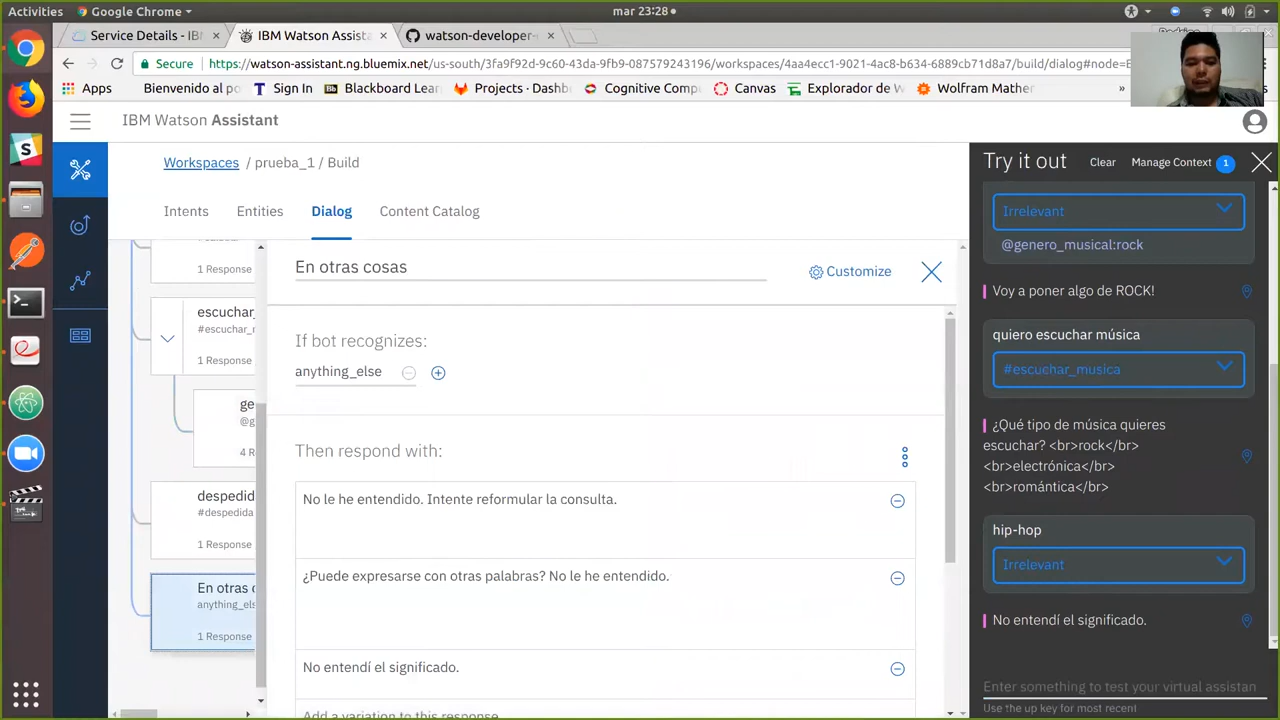 Activities
Google Chrome
mar 23:28
Service Details - IBM
IBM Watson Assist
watson-developer-
Secure
https://watson-assistant.ng.bluemix.net/us-south/3fa9f92d-9c60-43da-9fb9-087579243196/workspaces/4aa4ecc1-9021-4ac8-b634-6889cb71d8a7/build/dialog#node=E
Apps
Bienvenido al po
Sign In
Blackboard Lear
Projects · Dashb
Cognitive Compu
Canvas
Explorador de W
Wolfram Mather
»
IBM Watson Assistant
Workspaces / prueba_1 / Build
Intents
Entities
Dialog
Content Catalog
1 Response
escuchar_
#escuchar_m
1 Response
ge
@g
4 R
despedida
#despedida
1 Response
En otras c
anything_els
1 Response
En otras cosas
Customize
If bot recognizes:
anything_else
Then respond with:
No le he entendido. Intente reformular la consulta.
¿Puede expresarse con otras palabras? No le he entendido.
No entendí el significado.
Add a variation to this response
Try it out
Clear
Manage Context 1
Irrelevant
@genero_musical:rock
Voy a poner algo de ROCK!
quiero escuchar música
#escuchar_musica
¿Qué tipo de música quieres
escuchar? <br>rock</br>
<br>electrónica</br>
<br>romántica</br>
hip-hop
Irrelevant
No entendí el significado.
Enter something to test your virtual assistan
Use the up key for most recent